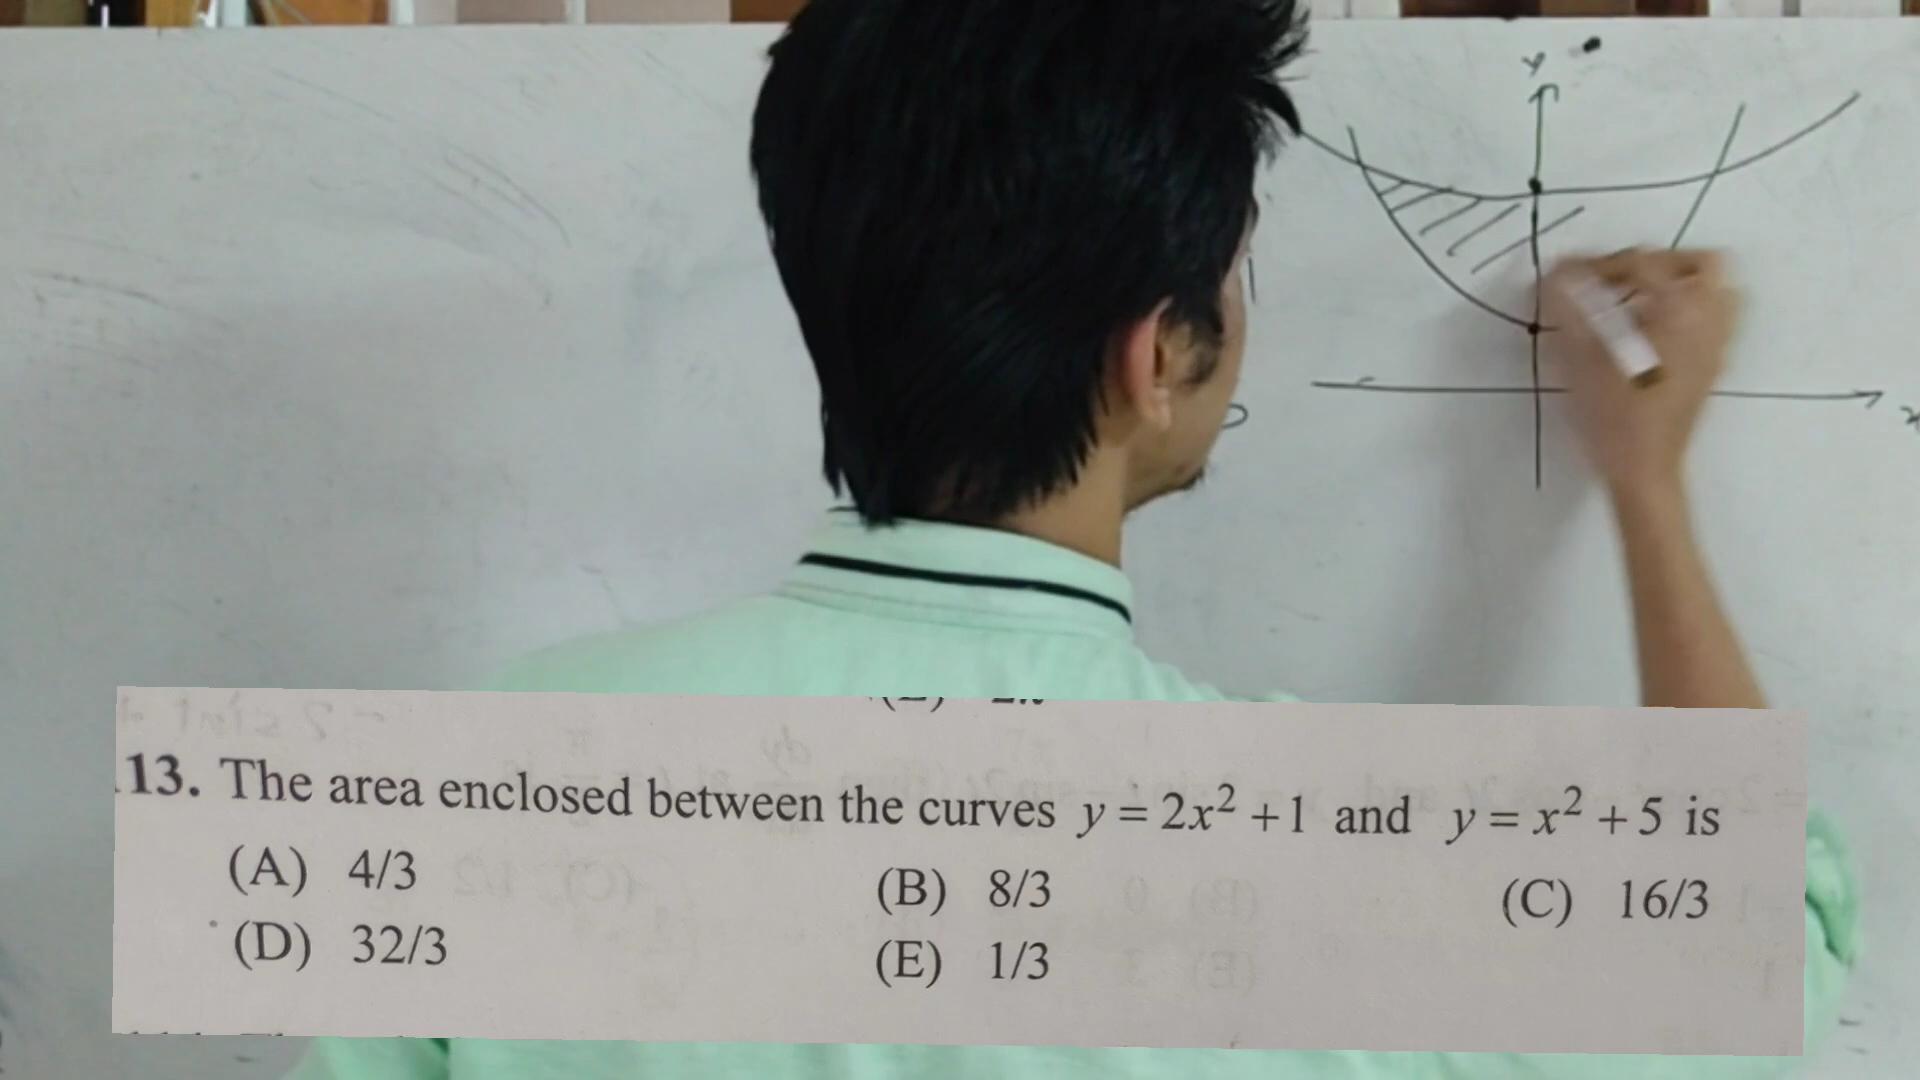 y
x
13. The area enclosed between the curves y = 2x² + 1 and y = x² + 5 is
(A) 4/3 (B) 8/3 (C) 16/3
(D) 32/3 (E) 1/3